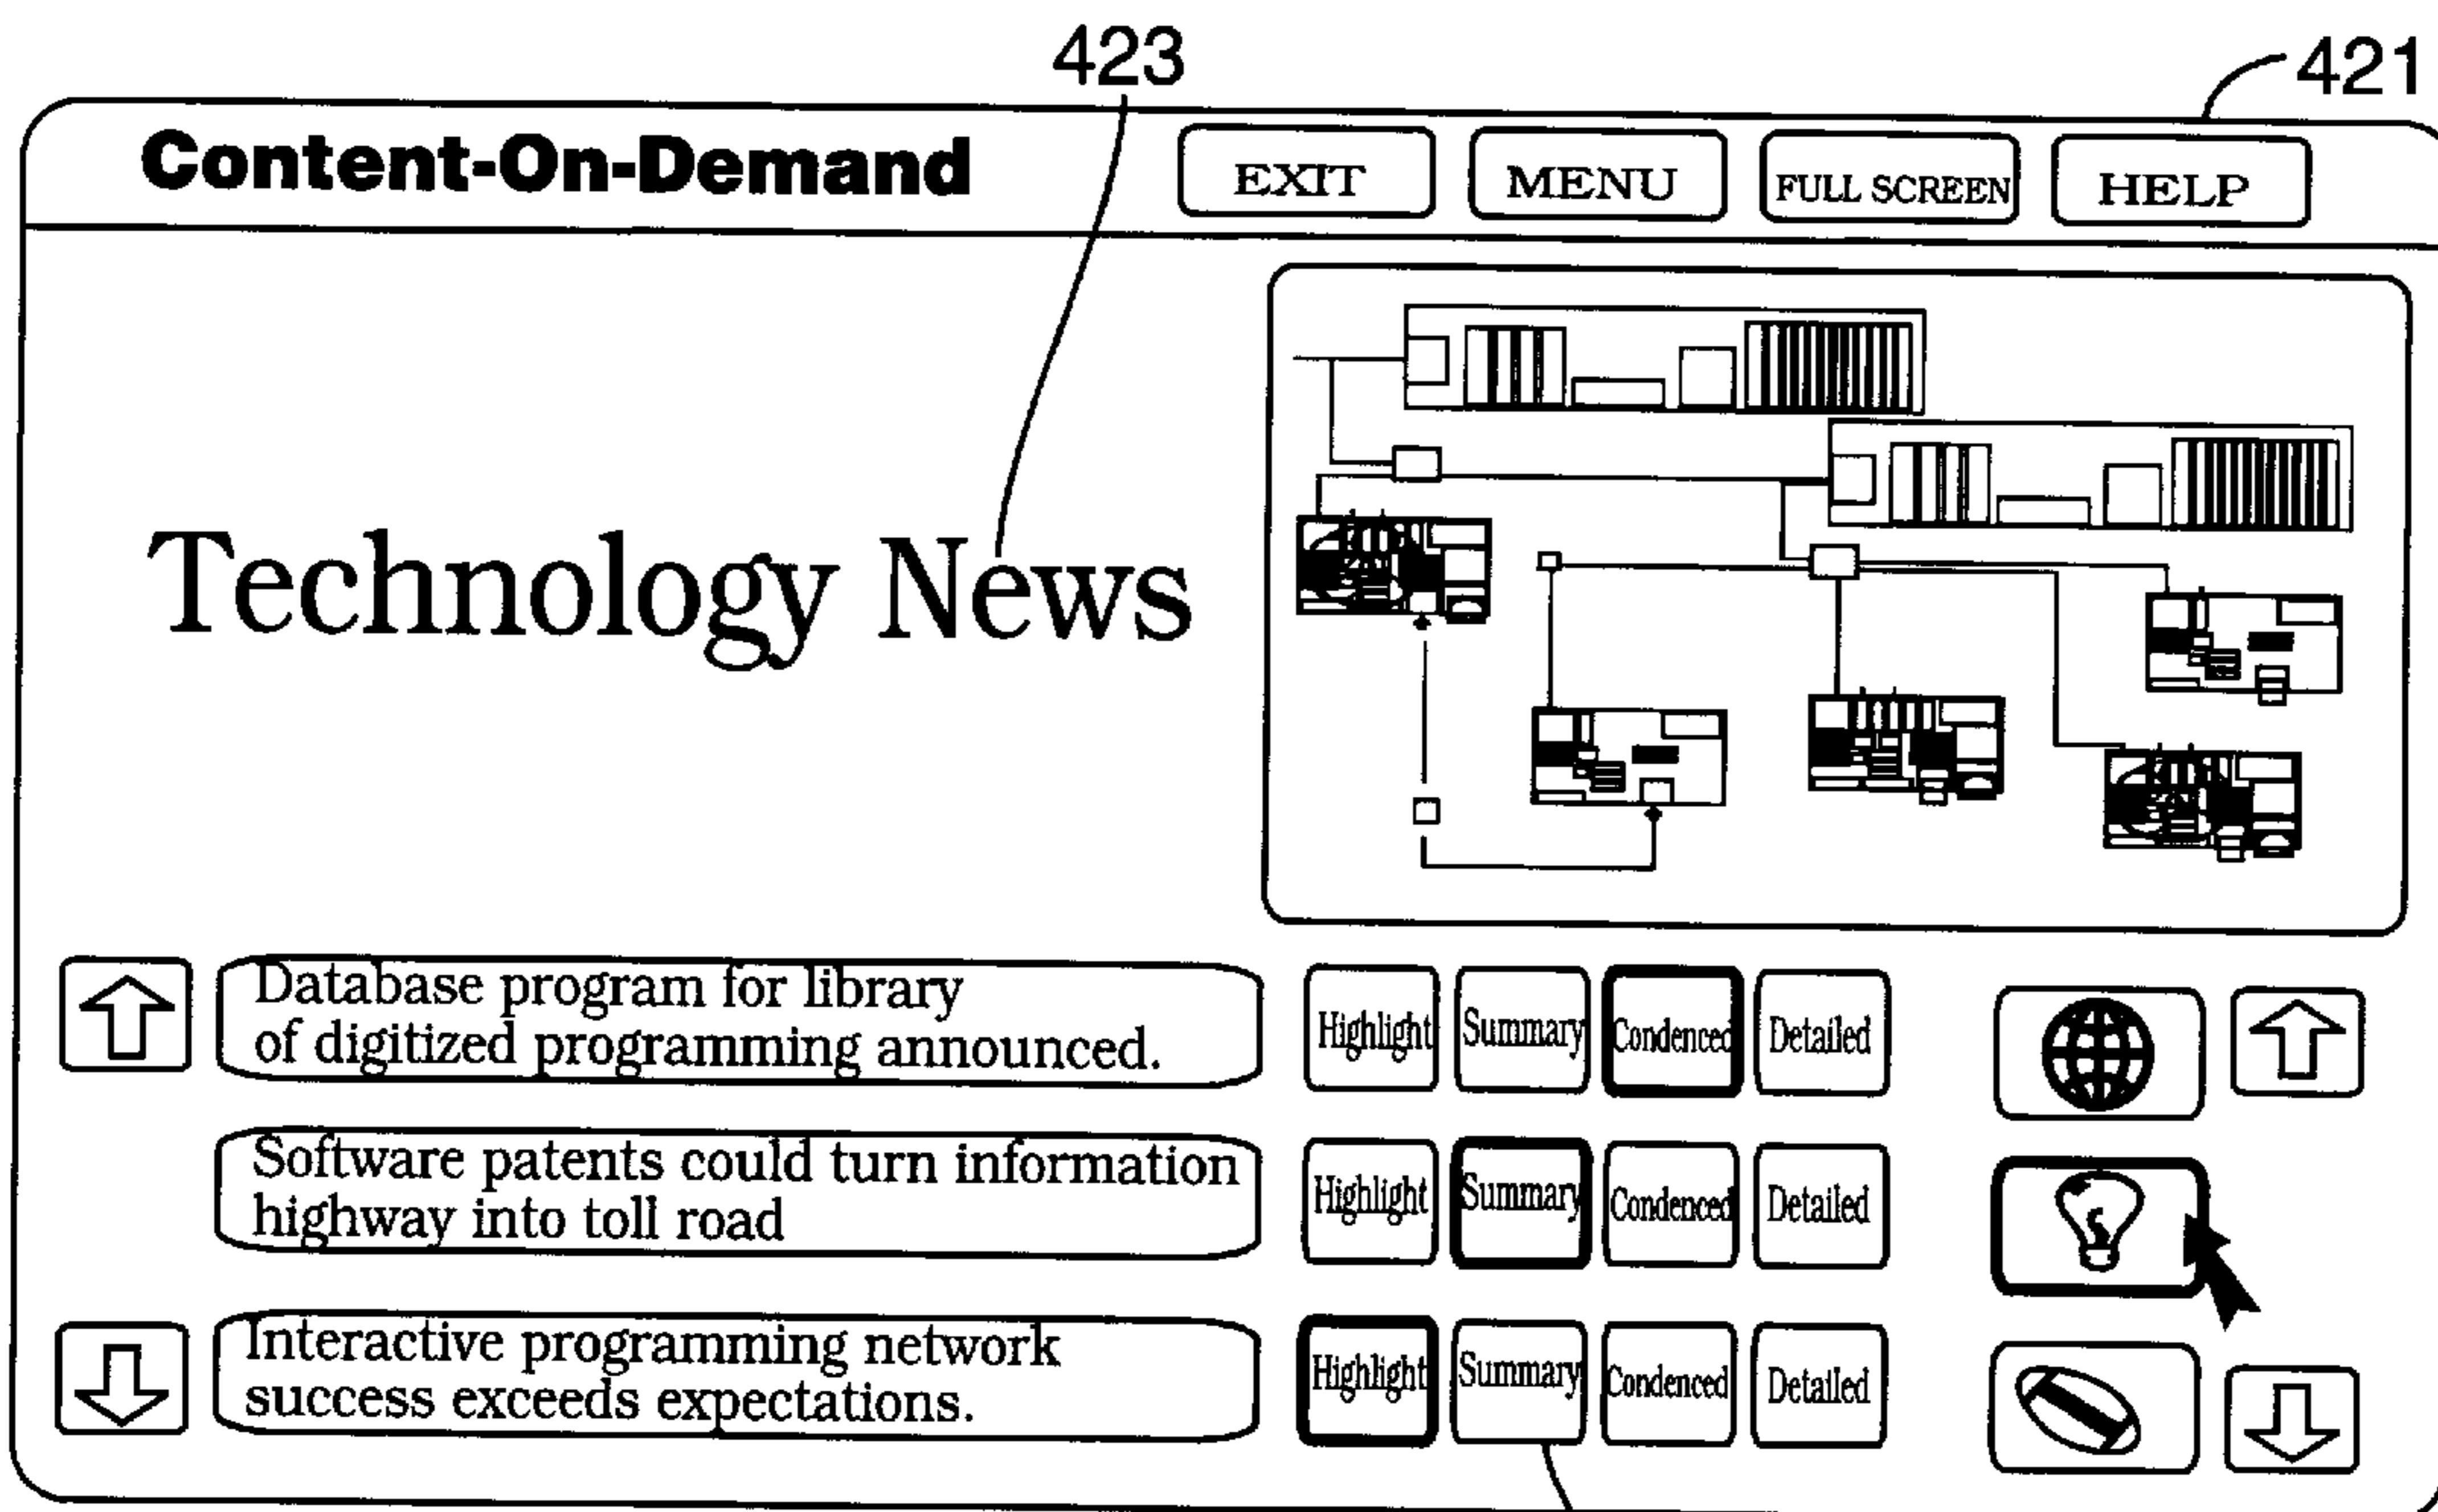 423
421
Content-On-Demand
EXIT
MENU
FULL SCREEN
HELP
Technology News
Database program for library
of digitized programming announced.
Highlight
Summary
Condenced
Detailed
Software patents could turn information
highway into toll road
Highlight
Summary
Condenced
Detailed
Interactive programming network
success exceeds expectations.
Highlight
Summary
Condenced
Detailed